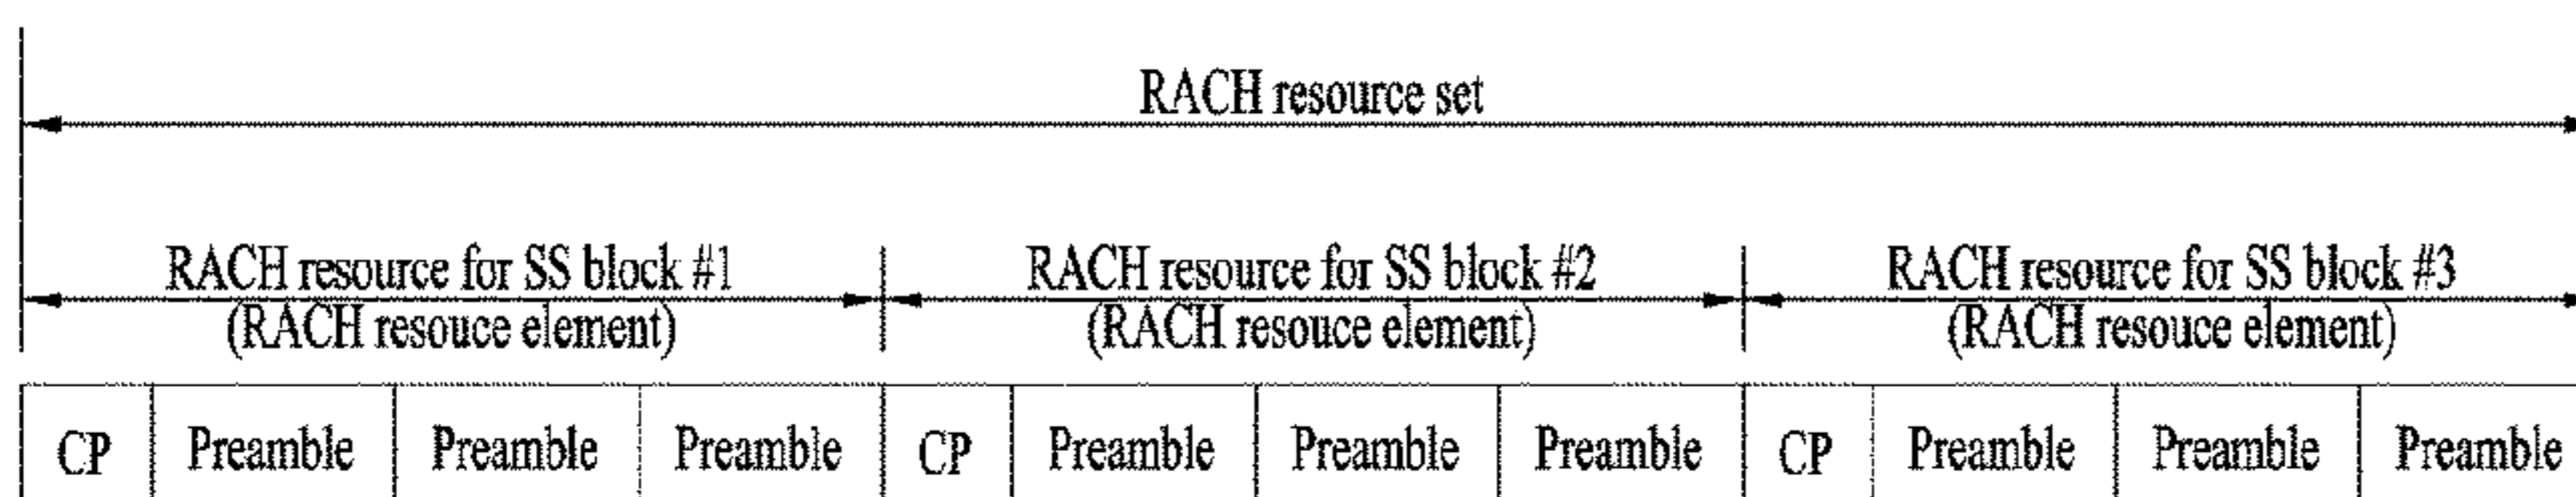 RACH resource set
RACH resource for SS block #1 RACH resource for SS block #2 RACH resource for SS block #3
(RACH resouce element) (RACH resouce element) (RACH resouce element)
CP Preamble Preamble Preamble CP Preamble Preamble Preamble CP Preamble Preamble Preamble